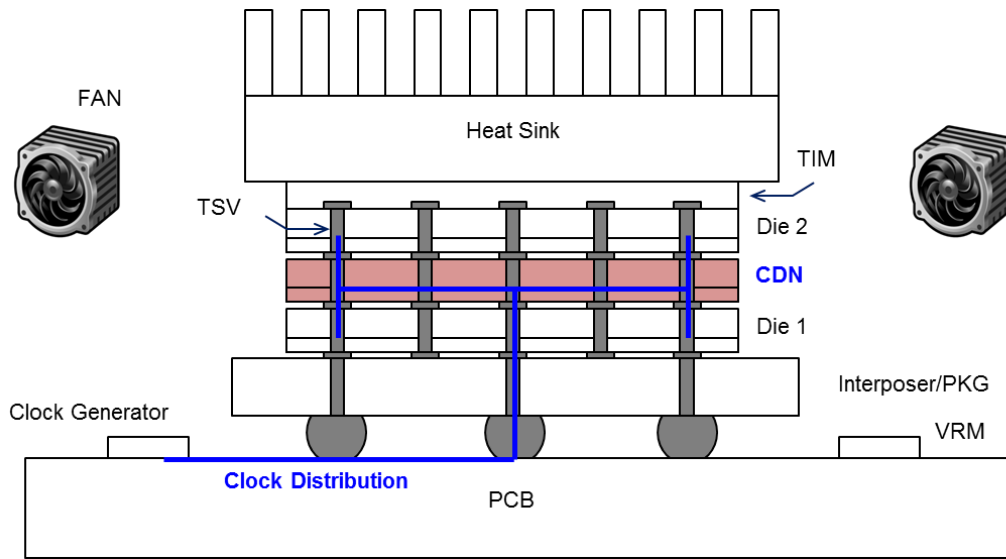 FAN
Heat Sink
TIM
TSV
Die 2
CDN
Die 1
Interposer/PKG
Clock Generator
VRM
Clock Distribution
PCB